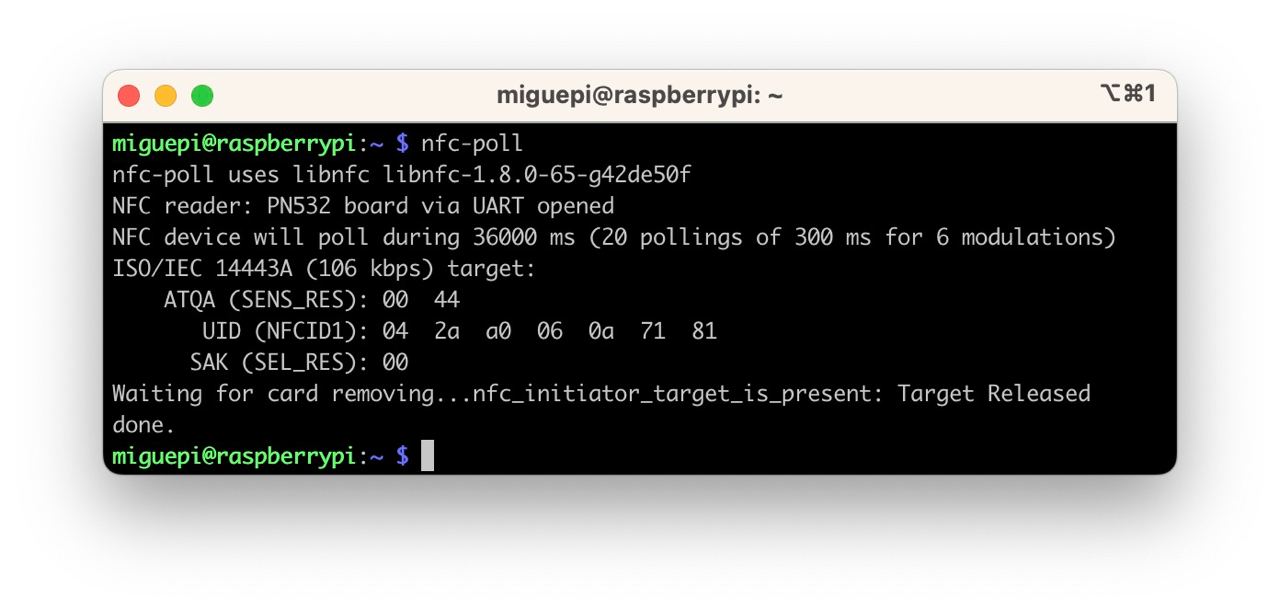 miguepi@raspberrypi: ~
⌥⌘1
miguepi@raspberrypi:~ $ nfc-poll
nfc-poll uses libnfc libnfc-1.8.0-65-g42de50f
NFC reader: PN532 board via UART opened
NFC device will poll during 36000 ms (20 pollings of 300 ms for 6 modulations)
ISO/IEC 14443A (106 kbps) target:
    ATQA (SENS_RES): 00  44
       UID (NFCID1): 04  2a  a0  06  0a  71  81
      SAK (SEL_RES): 00
Waiting for card removing...nfc_initiator_target_is_present: Target Released
done.
miguepi@raspberrypi:~ $